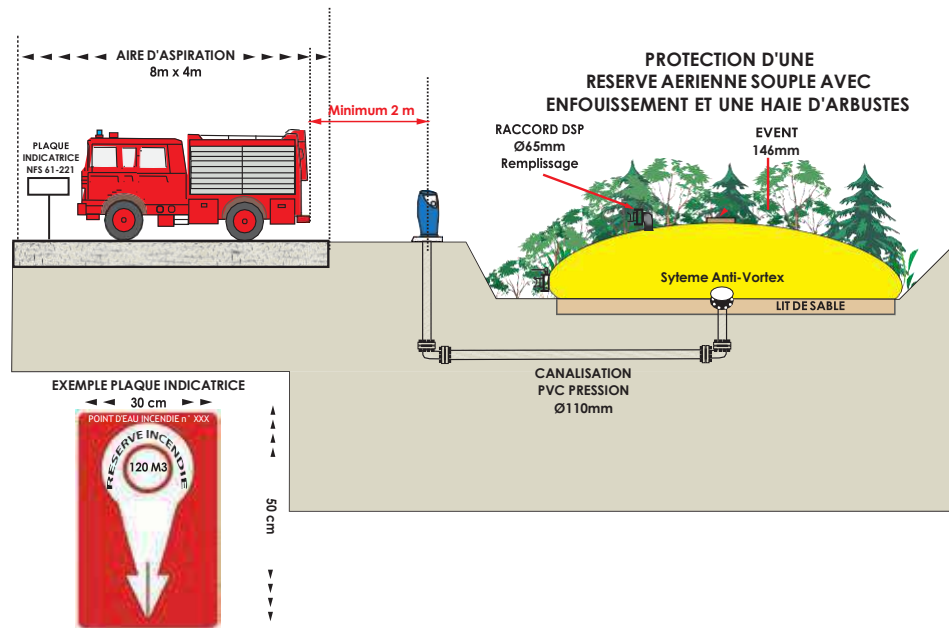 AIRE D'ASPIRATION
8m x 4m
Minimum 2 m
PROTECTION D'UNE
RESERVE AERIENNE SOUPLE AVEC
ENFOUISSEMENT ET UNE HAIE D'ARBUSTES
RACCORD DSP
Ø65mm
Remplissage
EVENT
146mm
PLAQUE
INDICATRICE
NFS 61-221
Syteme Anti-Vortex
LIT DE SABLE
CANALISATION
PVC PRESSION
Ø110mm
EXEMPLE PLAQUE INDICATRICE
30 cm
POINT D'EAU INCENDIE n° XXX
RESERVE INCENDIE
120 M3
50 cm